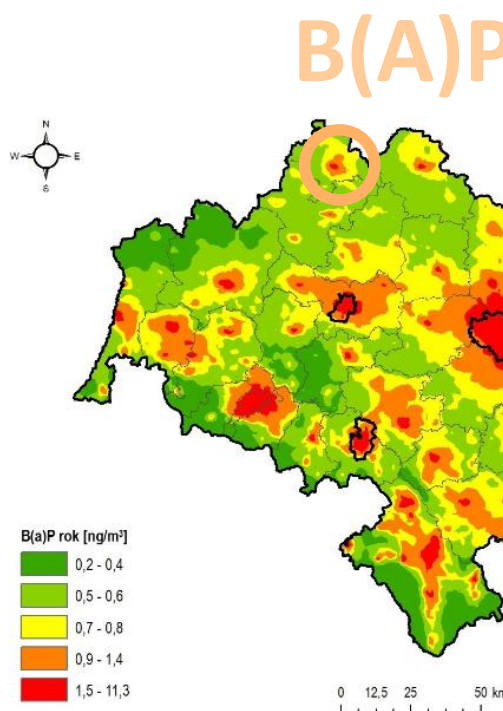 B(A)P
N
W E
S
B(a)P rok [ng/m³]
0,2 - 0,4
0,5 - 0,6
0,7 - 0,8
0,9 - 1,4
1,5 - 11,3
0 12,5 25 50 km